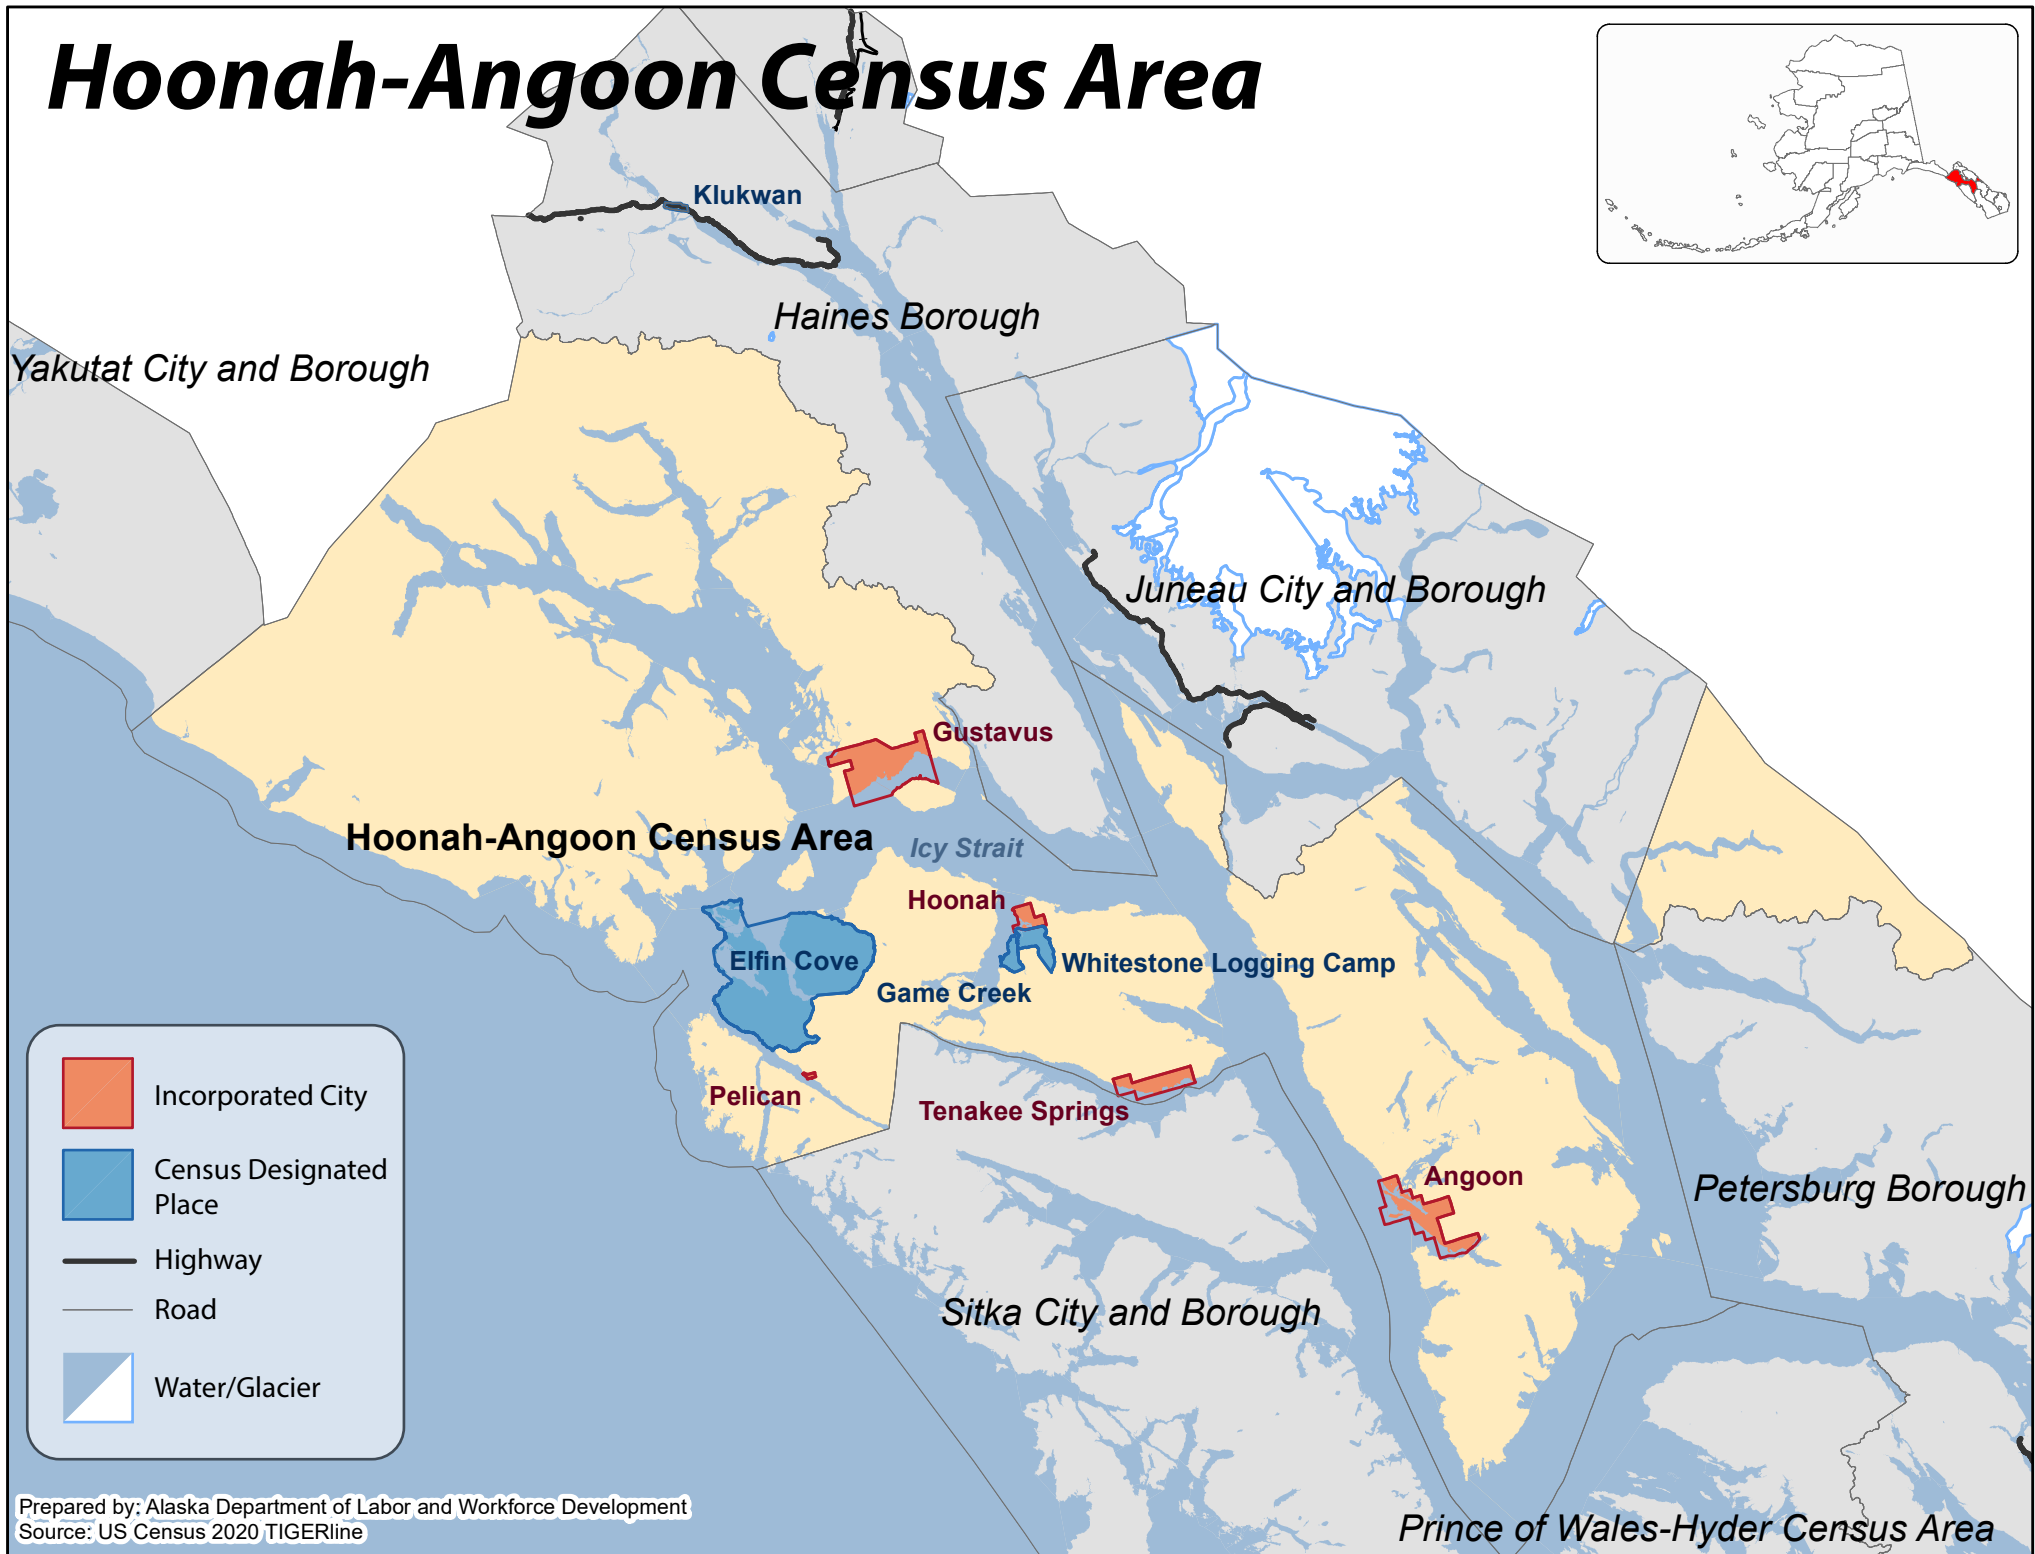 Hoonah-Angoon Census Area
Klukwan
Haines Borough
Yakutat City and Borough
Juneau City and Borough
Gustavus
Hoonah-Angoon Census Area
Icy Strait
Hoonah
Elfin Cove
Whitestone Logging Camp
Game Creek
Pelican
Tenakee Springs
Angoon
Petersburg Borough
Sitka City and Borough
Prince of Wales-Hyder Census Area
Incorporated City
Census Designated
Place
Highway
Road
Water/Glacier
Prepared by: Alaska Department of Labor and Workforce Development
Source: US Census 2020 TIGERline